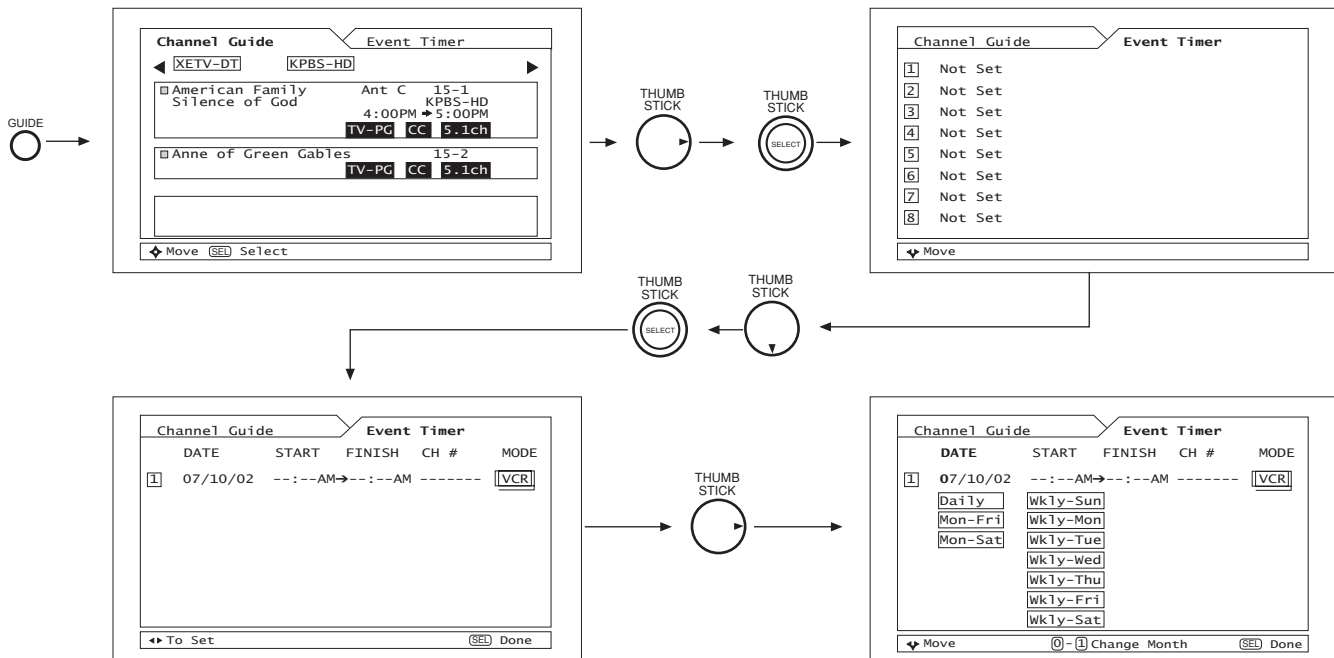 GUIDE
Channel Guide Event Timer
XETV-DT KPBS-HD
American Family Ant C 15-1
Silence of God KPBS-HD
4:00PM ➔ 5:00PM
TV-PG CC 5.1ch
Anne of Green Gables 15-2
TV-PG CC 5.1ch
Move SEL Select
THUMB
STICK
THUMB
STICK
SELECT
Channel Guide Event Timer
1 Not Set
2 Not Set
3 Not Set
4 Not Set
5 Not Set
6 Not Set
7 Not Set
8 Not Set
Move
THUMB
STICK
SELECT
THUMB
STICK
Channel Guide Event Timer
DATE START FINISH CH # MODE
1 07/10/02 --:--AM➔--:--AM ------- VCR
To Set SEL Done
THUMB
STICK
Channel Guide Event Timer
DATE START FINISH CH # MODE
1 07/10/02 --:--AM➔--:--AM ------- VCR
Daily Wkly-Sun
Mon-Fri Wkly-Mon
Mon-Sat Wkly-Tue
Wkly-Wed
Wkly-Thu
Wkly-Fri
Wkly-Sat
Move 0-1 Change Month SEL Done